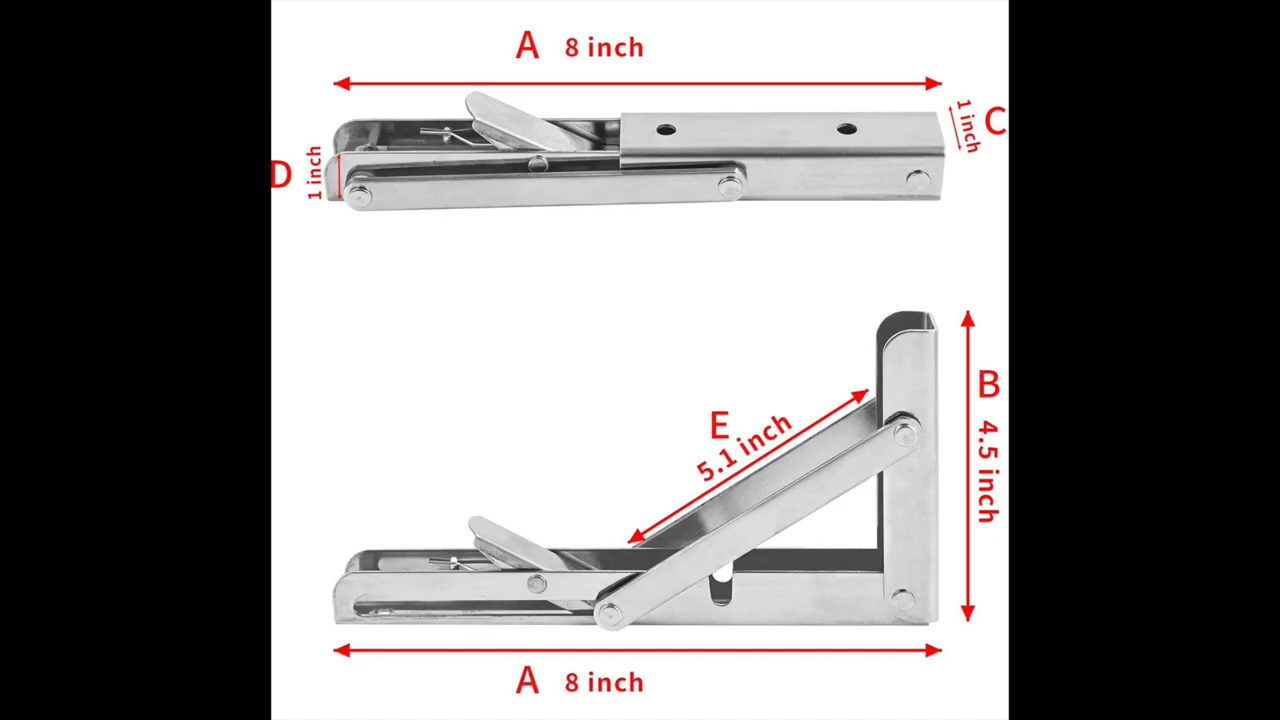 A 8 inch
1 inch C
D 1 inch
E
5.1 inch
B
4.5 inch
A 8 inch